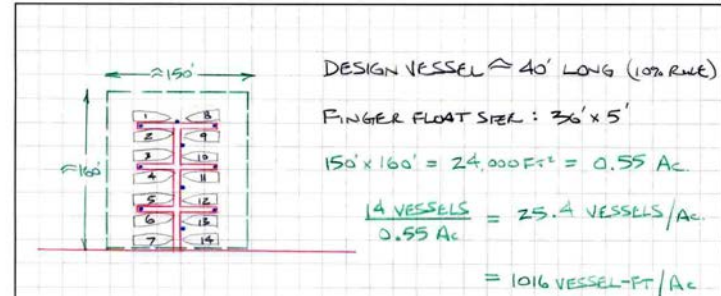 ≈150'
≈160'
1 8
2 9
3 10
4 11
5 12
6 13
7 14
DESIGN VESSEL ≈ 40' LONG (10% RULE)
FINGER FLOAT SIZES: 36' x 5'
150' x 160' = 24,000 FT² = 0.55 AC.
14 VESSELS
0.55 AC
= 25.4 VESSELS/AC.
= 1016 VESSEL-FT/AC